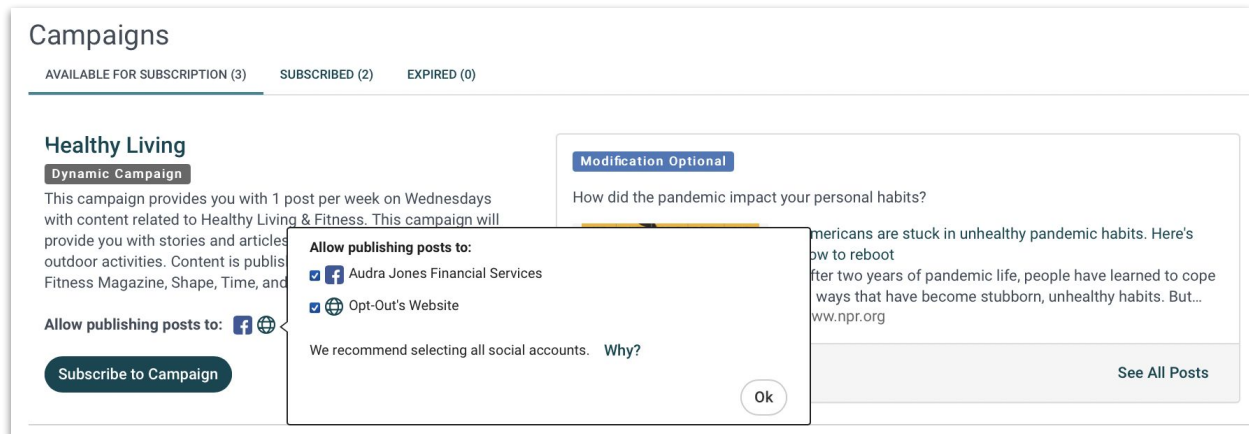 Campaigns
AVAILABLE FOR SUBSCRIPTION (3) SUBSCRIBED (2) EXPIRED (0)
Healthy Living
Dynamic Campaign
This campaign provides you with 1 post per week on Wednesdays
with content related to Healthy Living & Fitness. This campaign will
provide you with stories and articles
outdoor activities. Content is publis
Fitness Magazine, Shape, Time, and
Allow publishing posts to:
Subscribe to Campaign
Allow publishing posts to:
Audra Jones Financial Services
Opt-Out's Website
We recommend selecting all social accounts. Why?
Ok
Modification Optional
How did the pandemic impact your personal habits?
mericans are stuck in unhealthy pandemic habits. Here's
ow to reboot
fter two years of pandemic life, people have learned to cope
ways that have become stubborn, unhealthy habits. But...
ww.npr.org
See All Posts